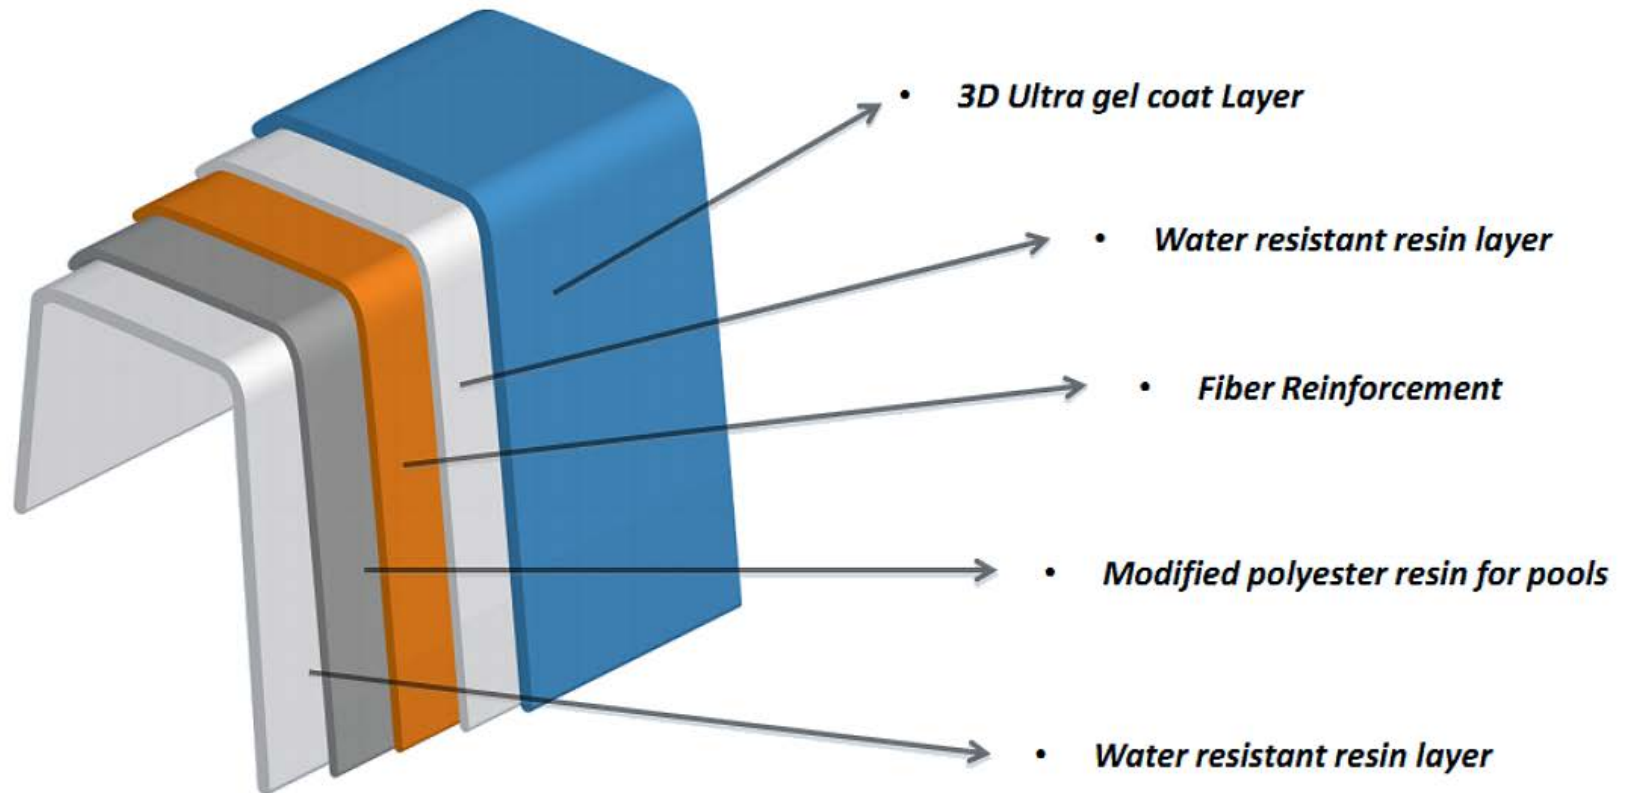 • 3D Ultra gel coat Layer
• Water resistant resin layer
• Fiber Reinforcement
• Modified polyester resin for pools
• Water resistant resin layer